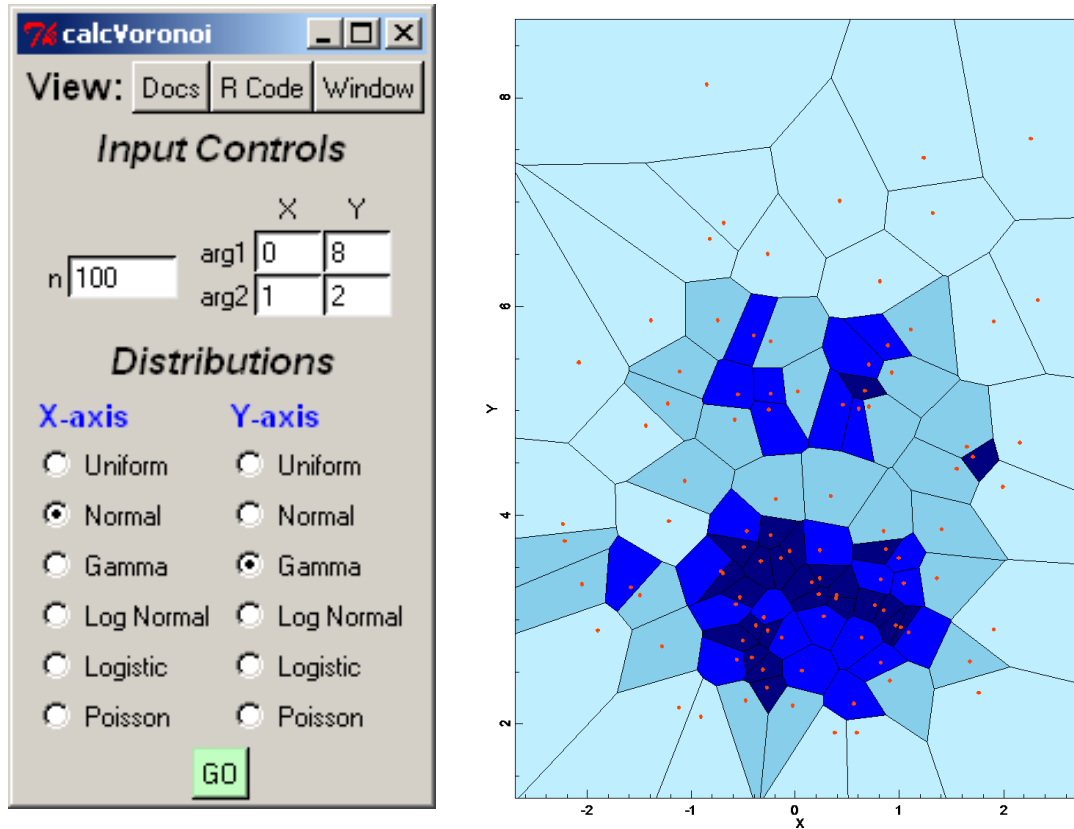 7% calcVoronoi
View: Docs R Code Window
Input Controls
X Y
arg1 0 8
n 100
arg2 1 2
Distributions
X-axis Y-axis
Uniform Uniform
Normal Normal
Gamma Gamma
Log Normal Log Normal
Logistic Logistic
Poisson Poisson
GO
8
6
Y
4
2
-2 -1 0 1 2
X